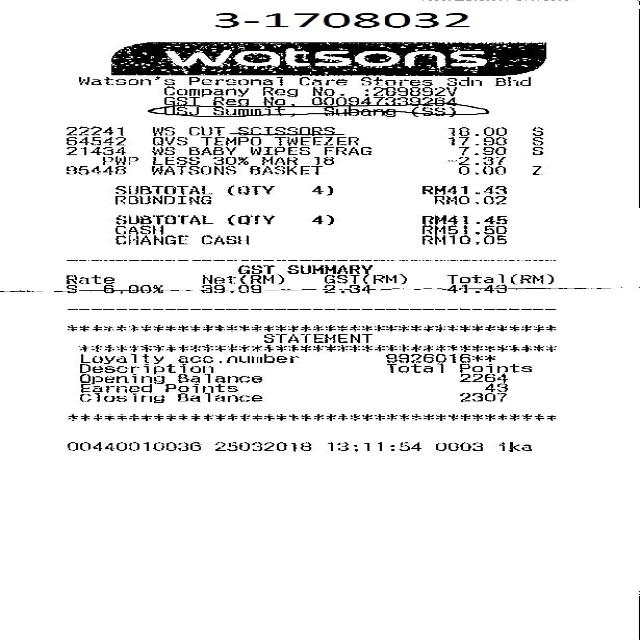 3-1708032
watsons
Watson's Personal Care Stores Sdn Bhd
Company Reg No. :289892V
GST Reg No. 000947339264
USJ Summit, Subang (SS)
22241 WS CUT SCISSORS 18.00 S
64542 QVS TEMPO TWEEZER 17.90 S
21434 WS BABY WIPES FRAG 7.90 S
PWP LESS 30% MAR 18 -2.37
95448 WATSONS BASKET 0.00 Z
SUBTOTAL (QTY 4) RM41.43
ROUNDING RM0.02
SUBTOTAL (QTY 4) RM41.45
CASH RM51.50
CHANGE CASH RM10.05
GST SUMMARY
Rate Net(RM) GST(RM) Total(RM)
S 6.00% 39.09 2.34 41.43
****************************************
STATEMENT
****************************************
Loyalty acc.number 9926016**
Description Total Points
Opening Balance 2264
Earned Points 43
Closing Balance 2307
****************************************
00440010036 25032018 13:11:54 0003 ika